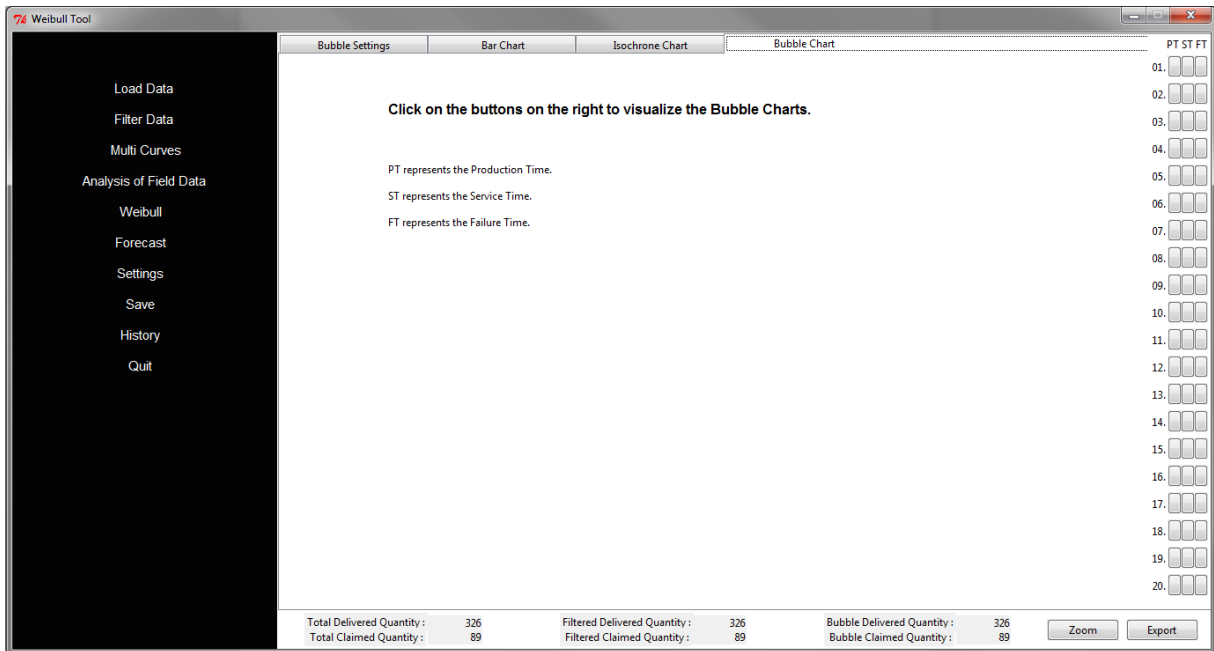 Weibull Tool
Bubble Settings Bar Chart Isochrone Chart Bubble Chart PT ST FT
Load Data
Filter Data
Multi Curves
Analysis of Field Data
Weibull
Forecast
Settings
Save
History
Quit
Click on the buttons on the right to visualize the Bubble Charts.
PT represents the Production Time.
ST represents the Service Time.
FT represents the Failure Time.
01.
02.
03.
04.
05.
06.
07.
08.
09.
10.
11.
12.
13.
14.
15.
16.
17.
18.
19.
20.
Total Delivered Quantity : 326 Filtered Delivered Quantity : 326 Bubble Delivered Quantity : 326
Total Claimed Quantity : 89 Filtered Claimed Quantity : 89 Bubble Claimed Quantity : 89
Zoom Export